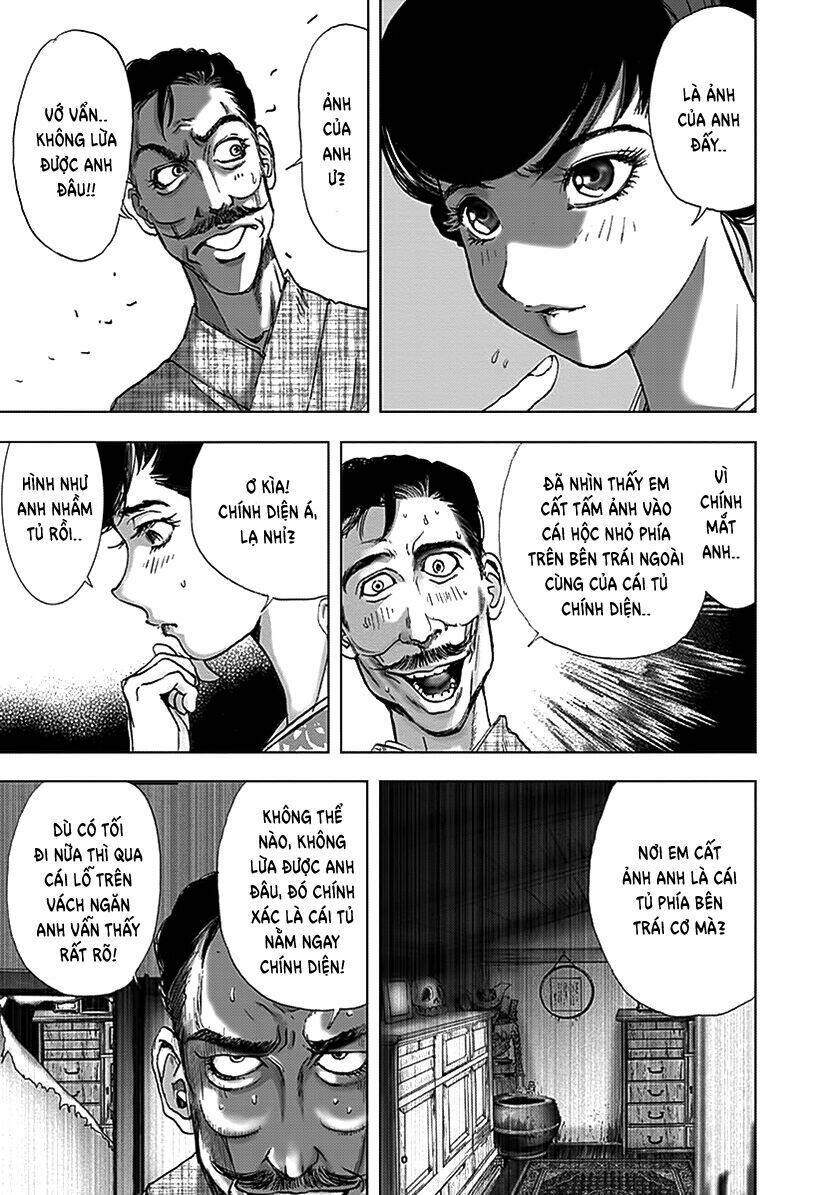 LÀ ẢNH
CỦA ANH
ĐẤY..
ẢNH
CỦA
ANH
Ư?
VỚ VẨN..
KHÔNG LỪA
ĐƯỢC ANH
ĐÂU!!
VÌ
CHÍNH
MẮT
ANH..
ĐÃ NHÌN THẤY EM
CẤT TẤM ẢNH VÀO
CÁI HỘC NHỎ PHÍA
TRÊN BÊN TRÁI NGOÀI
CÙNG CỦA CÁI TỦ
CHÍNH DIỆN..
Ơ KÌA!
CHÍNH DIỆN Á,
LẠ NHỈ?
HÌNH NHƯ
ANH NHẦM
TỦ RỒI..
NƠI EM CẤT
ẢNH ANH LÀ CÁI
TỦ PHÍA BÊN
TRÁI CƠ MÀ?
KHÔNG THỂ
NÀO, KHÔNG
LỪA ĐƯỢC ANH
ĐÂU, ĐÓ CHÍNH
XÁC LÀ CÁI TỦ
NẰM NGAY
CHÍNH DIỆN!
DÙ CÓ TỐI
ĐI NỮA THÌ QUA
CÁI LỖ TRÊN
VÁCH NGĂN
ANH VẪN THẤY
RẤT RÕ!